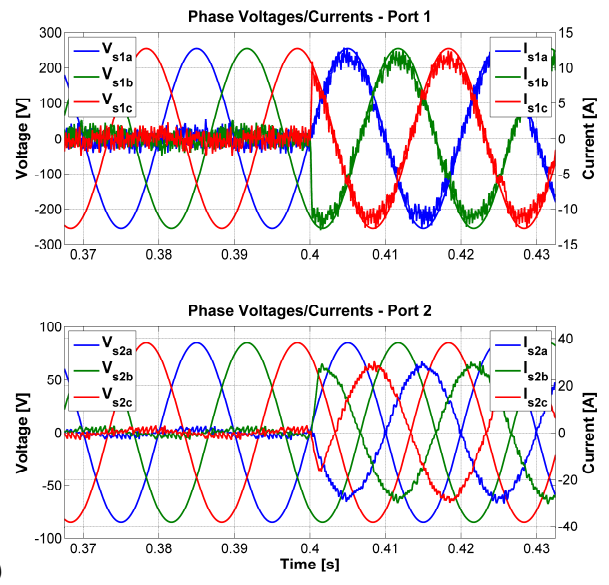 Phase Voltages/Currents - Port 1
Voltage [V]
300
200
100
0
-100
-200
-300
V s1a
V s1b
V s1c
I s1a
I s1b
I s1c
15
10
5
0
-5
-10
-15
Current [A]
0.37 0.38 0.39 0.4 0.41 0.42 0.43
Phase Voltages/Currents - Port 2
Voltage [V]
100
50
0
-50
-100
V s2a
V s2b
V s2c
I s2a
I s2b
I s2c
40
20
0
-20
-40
Current [A]
0.37 0.38 0.39 0.4 0.41 0.42 0.43
Time [s]
)